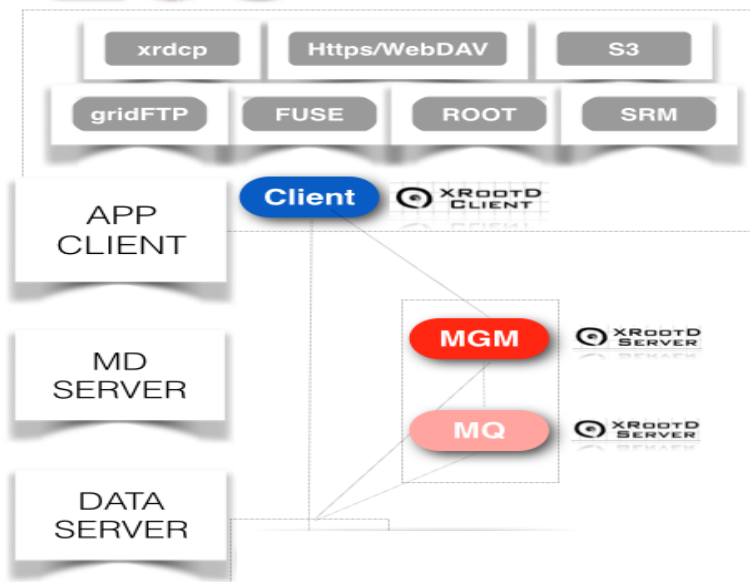 xrdcp
Https/WebDAV
S3
gridFTP
FUSE
ROOT
SRM
APP
CLIENT
Client
XROOTD
CLIENT
MD
SERVER
MGM
XROOTD
SERVER
MQ
XROOTD
SERVER
DATA
SERVER